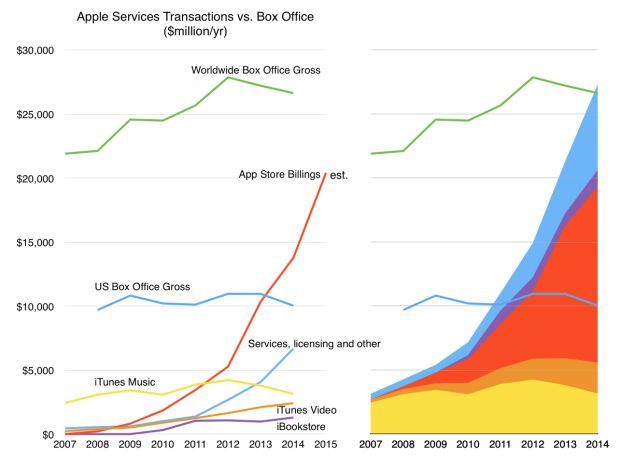 Apple Services Transactions vs. Box Office
($million/yr)
$30,000
Worldwide Box Office Gross
$25,000
$20,000
App Store Billings est.
$15,000
US Box Office Gross
$10,000
Services, licensing and other
$5,000
iTunes Music
iTunes Video
iBookstore
$0
2007 2008 2009 2010 2011 2012 2013 2014 2015
2007 2008 2009 2010 2011 2012 2013 2014